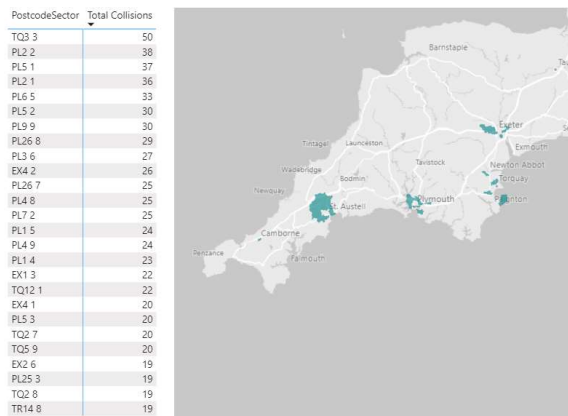 PostcodeSector Total Collisions
TQ3 3 50
PL2 2 38
PL5 1 37
PL2 1 36
PL6 5 33
PL5 2 30
PL9 9 30
PL26 8 29
PL3 6 27
EX4 2 26
PL26 7 25
PL4 8 25
PL7 2 25
PL1 5 24
PL4 9 24
PL1 4 23
EX1 3 22
TQ12 1 22
EX4 1 20
PL5 3 20
TQ2 7 20
TQ5 9 20
EX2 6 19
PL25 3 19
TQ2 8 19
TR14 8 19
Barnstaple
Exeter
Tintagel
Launceston
Exmouth
Tavistock
Newton Abbot
Wadebridge
Bodmin
Torquay
Newquay
Plymouth
St. Austell
Camborne
Penzance
Falmouth